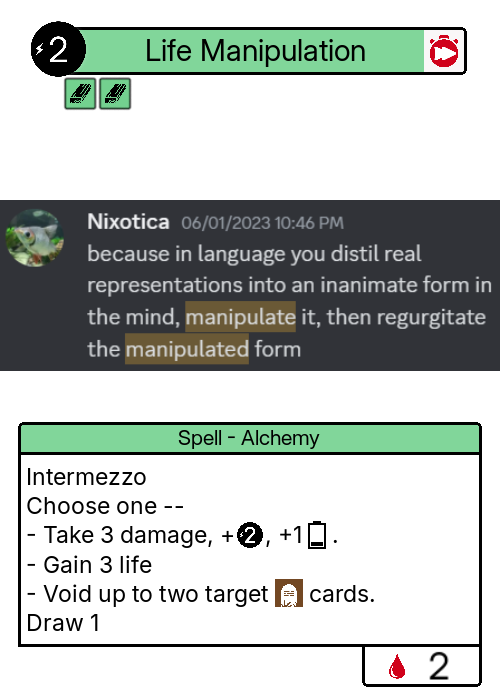 2 Life Manipulation
Nixotica 06/01/2023 10:46 PM
because in language you distil real
representations into an inanimate form in
the mind, manipulate it, then regurgitate
the manipulated form
Spell - Alchemy
Intermezzo
Choose one --
- Take 3 damage, +2, +1 .
- Gain 3 life
- Void up to two target cards.
Draw 1
2